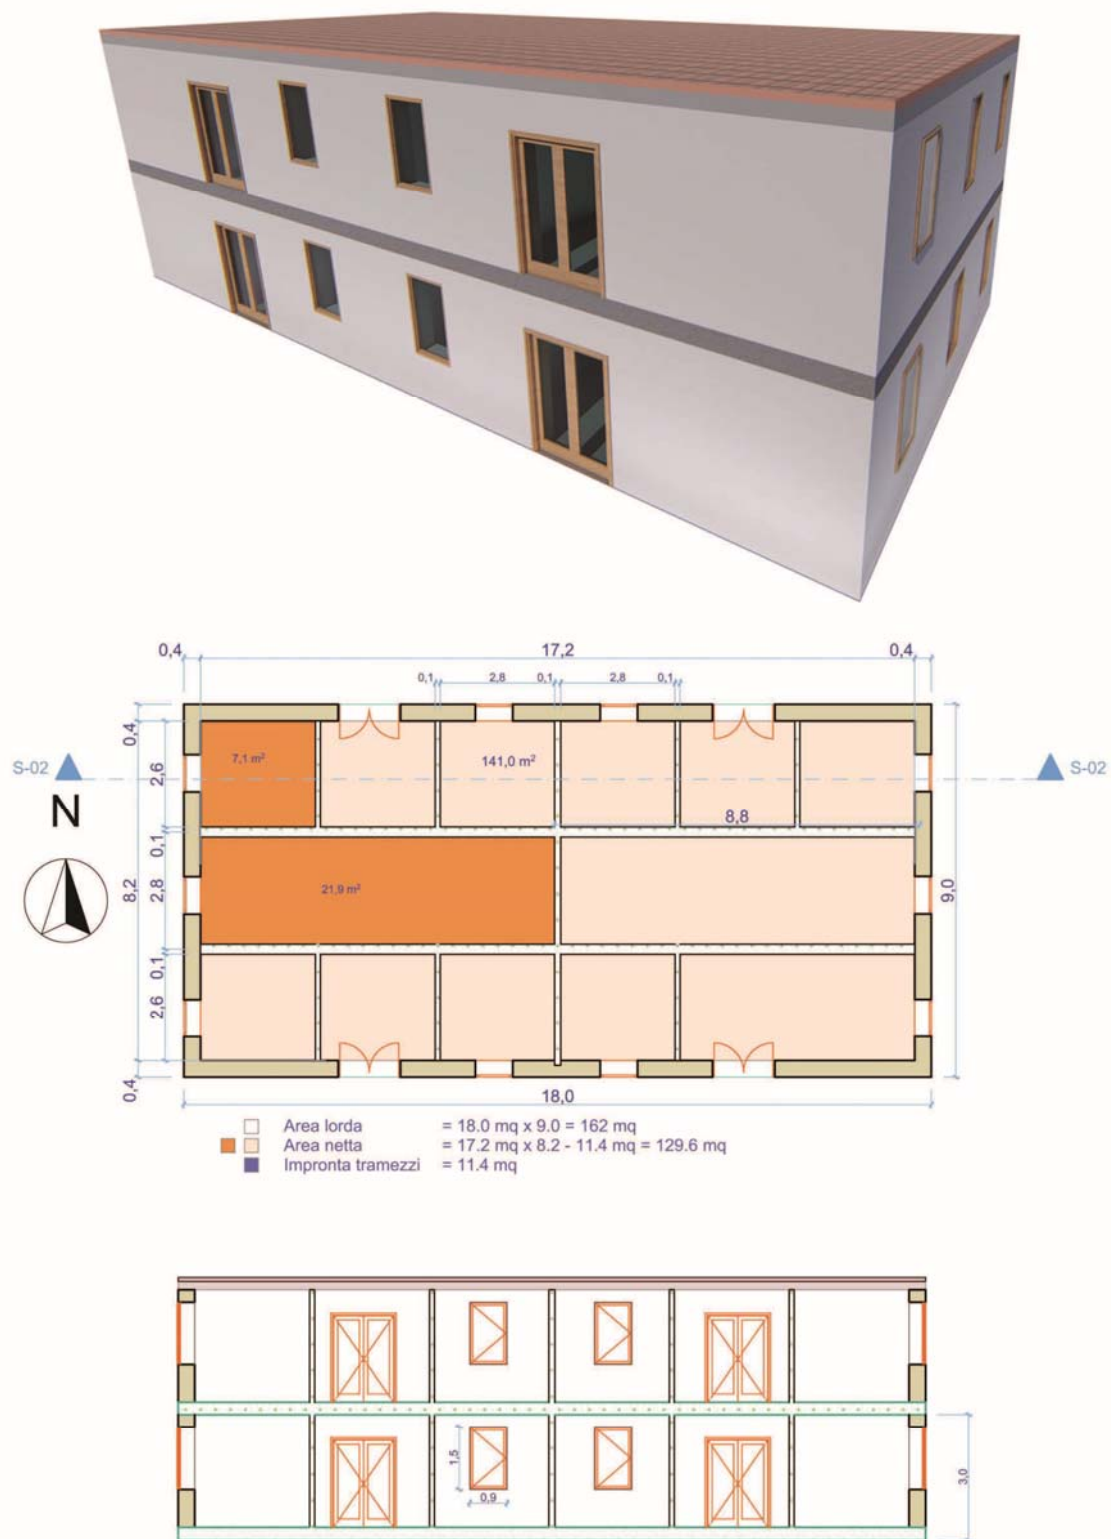 0,4 17,2 0,4
0,1 2,8 0,1 2,8 0,1
0,4
S-02
7,1 m²
141,0 m²
S-02
2,6
N
8,8
0,1
8,2
2,8
21,9 m²
9,0
0,1
2,6
0,4
18,0
Area lorda = 18.0 mq x 9.0 = 162 mq
Area netta = 17.2 mq x 8.2 - 11.4 mq = 129.6 mq
Impronta tramezzi = 11.4 mq
1,5
0,9
3,0